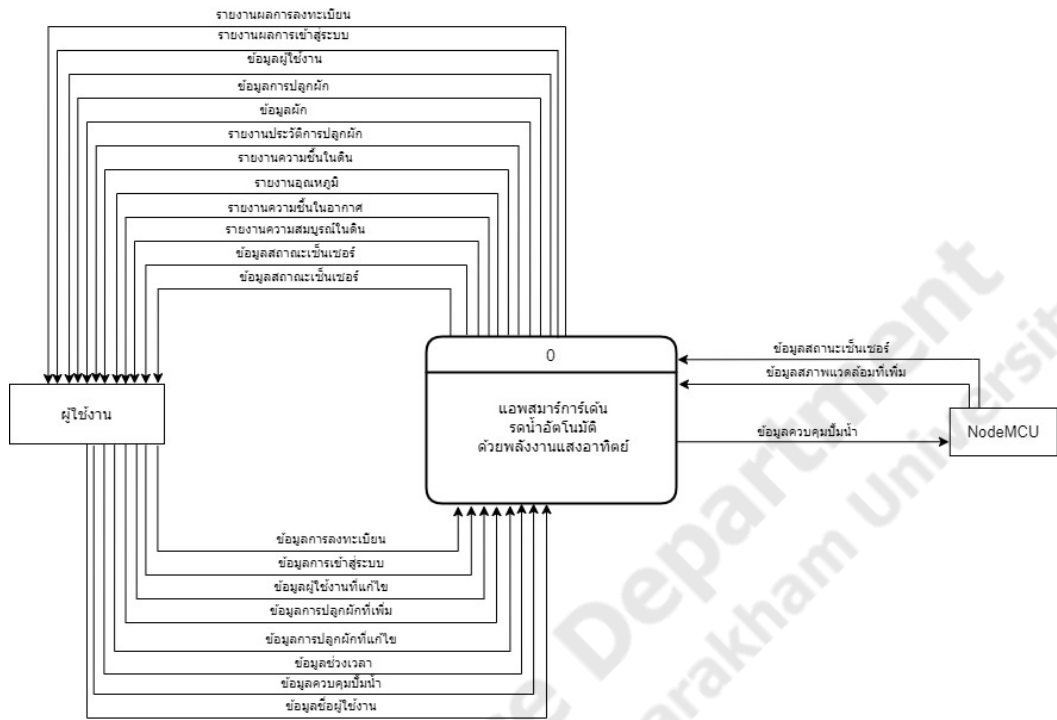 รายงานผลการลงทะเบียน
รายงานผลการเข้าสู่ระบบ
ข้อมูลผู้ใช้งาน
ข้อมูลการปลูกผัก
ข้อมูลผัก
รายงานประวัติการปลูกผัก
รายงานความชื้นในดิน
รายงานอุณหภูมิ
รายงานความชื้นในอากาศ
รายงานความสมบูรณ์ในดิน
ข้อมูลสถาณะเซ็นเซอร์
ข้อมูลสถาณะเซ็นเซอร์
0
แอพสมาร์การ์เด้น
รดน้ำอัตโนมัติ
ด้วยพลังงานแสงอาทิตย์
ผู้ใช้งาน
ข้อมูลสถานะเซ็นเซอร์
ข้อมูลสภาพแวดล้อมที่เพิ่ม
ข้อมูลควบคุมปั๊มน้ำ
NodeMCU
ข้อมูลการลงทะเบียน
ข้อมูลการเข้าสู่ระบบ
ข้อมูลผู้ใช้งานที่แก้ไข
ข้อมูลการปลูกผักที่เพิ่ม
ข้อมูลการปลูกผักที่แก้ไข
ข้อมูลช่วงเวลา
ข้อมูลควบคุมปั๊มน้ำ
ข้อมูลชื่อผู้ใช้งาน
Department